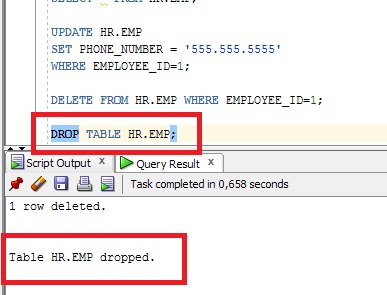 UPDATE HR.EMP
SET PHONE_NUMBER = '555.555.5555'
WHERE EMPLOYEE_ID=1;
DELETE FROM HR.EMP WHERE EMPLOYEE_ID=1;
DROP TABLE HR.EMP;
Script Output x Query Result x
Task completed in 0,658 seconds
1 row deleted.
Table HR.EMP dropped.